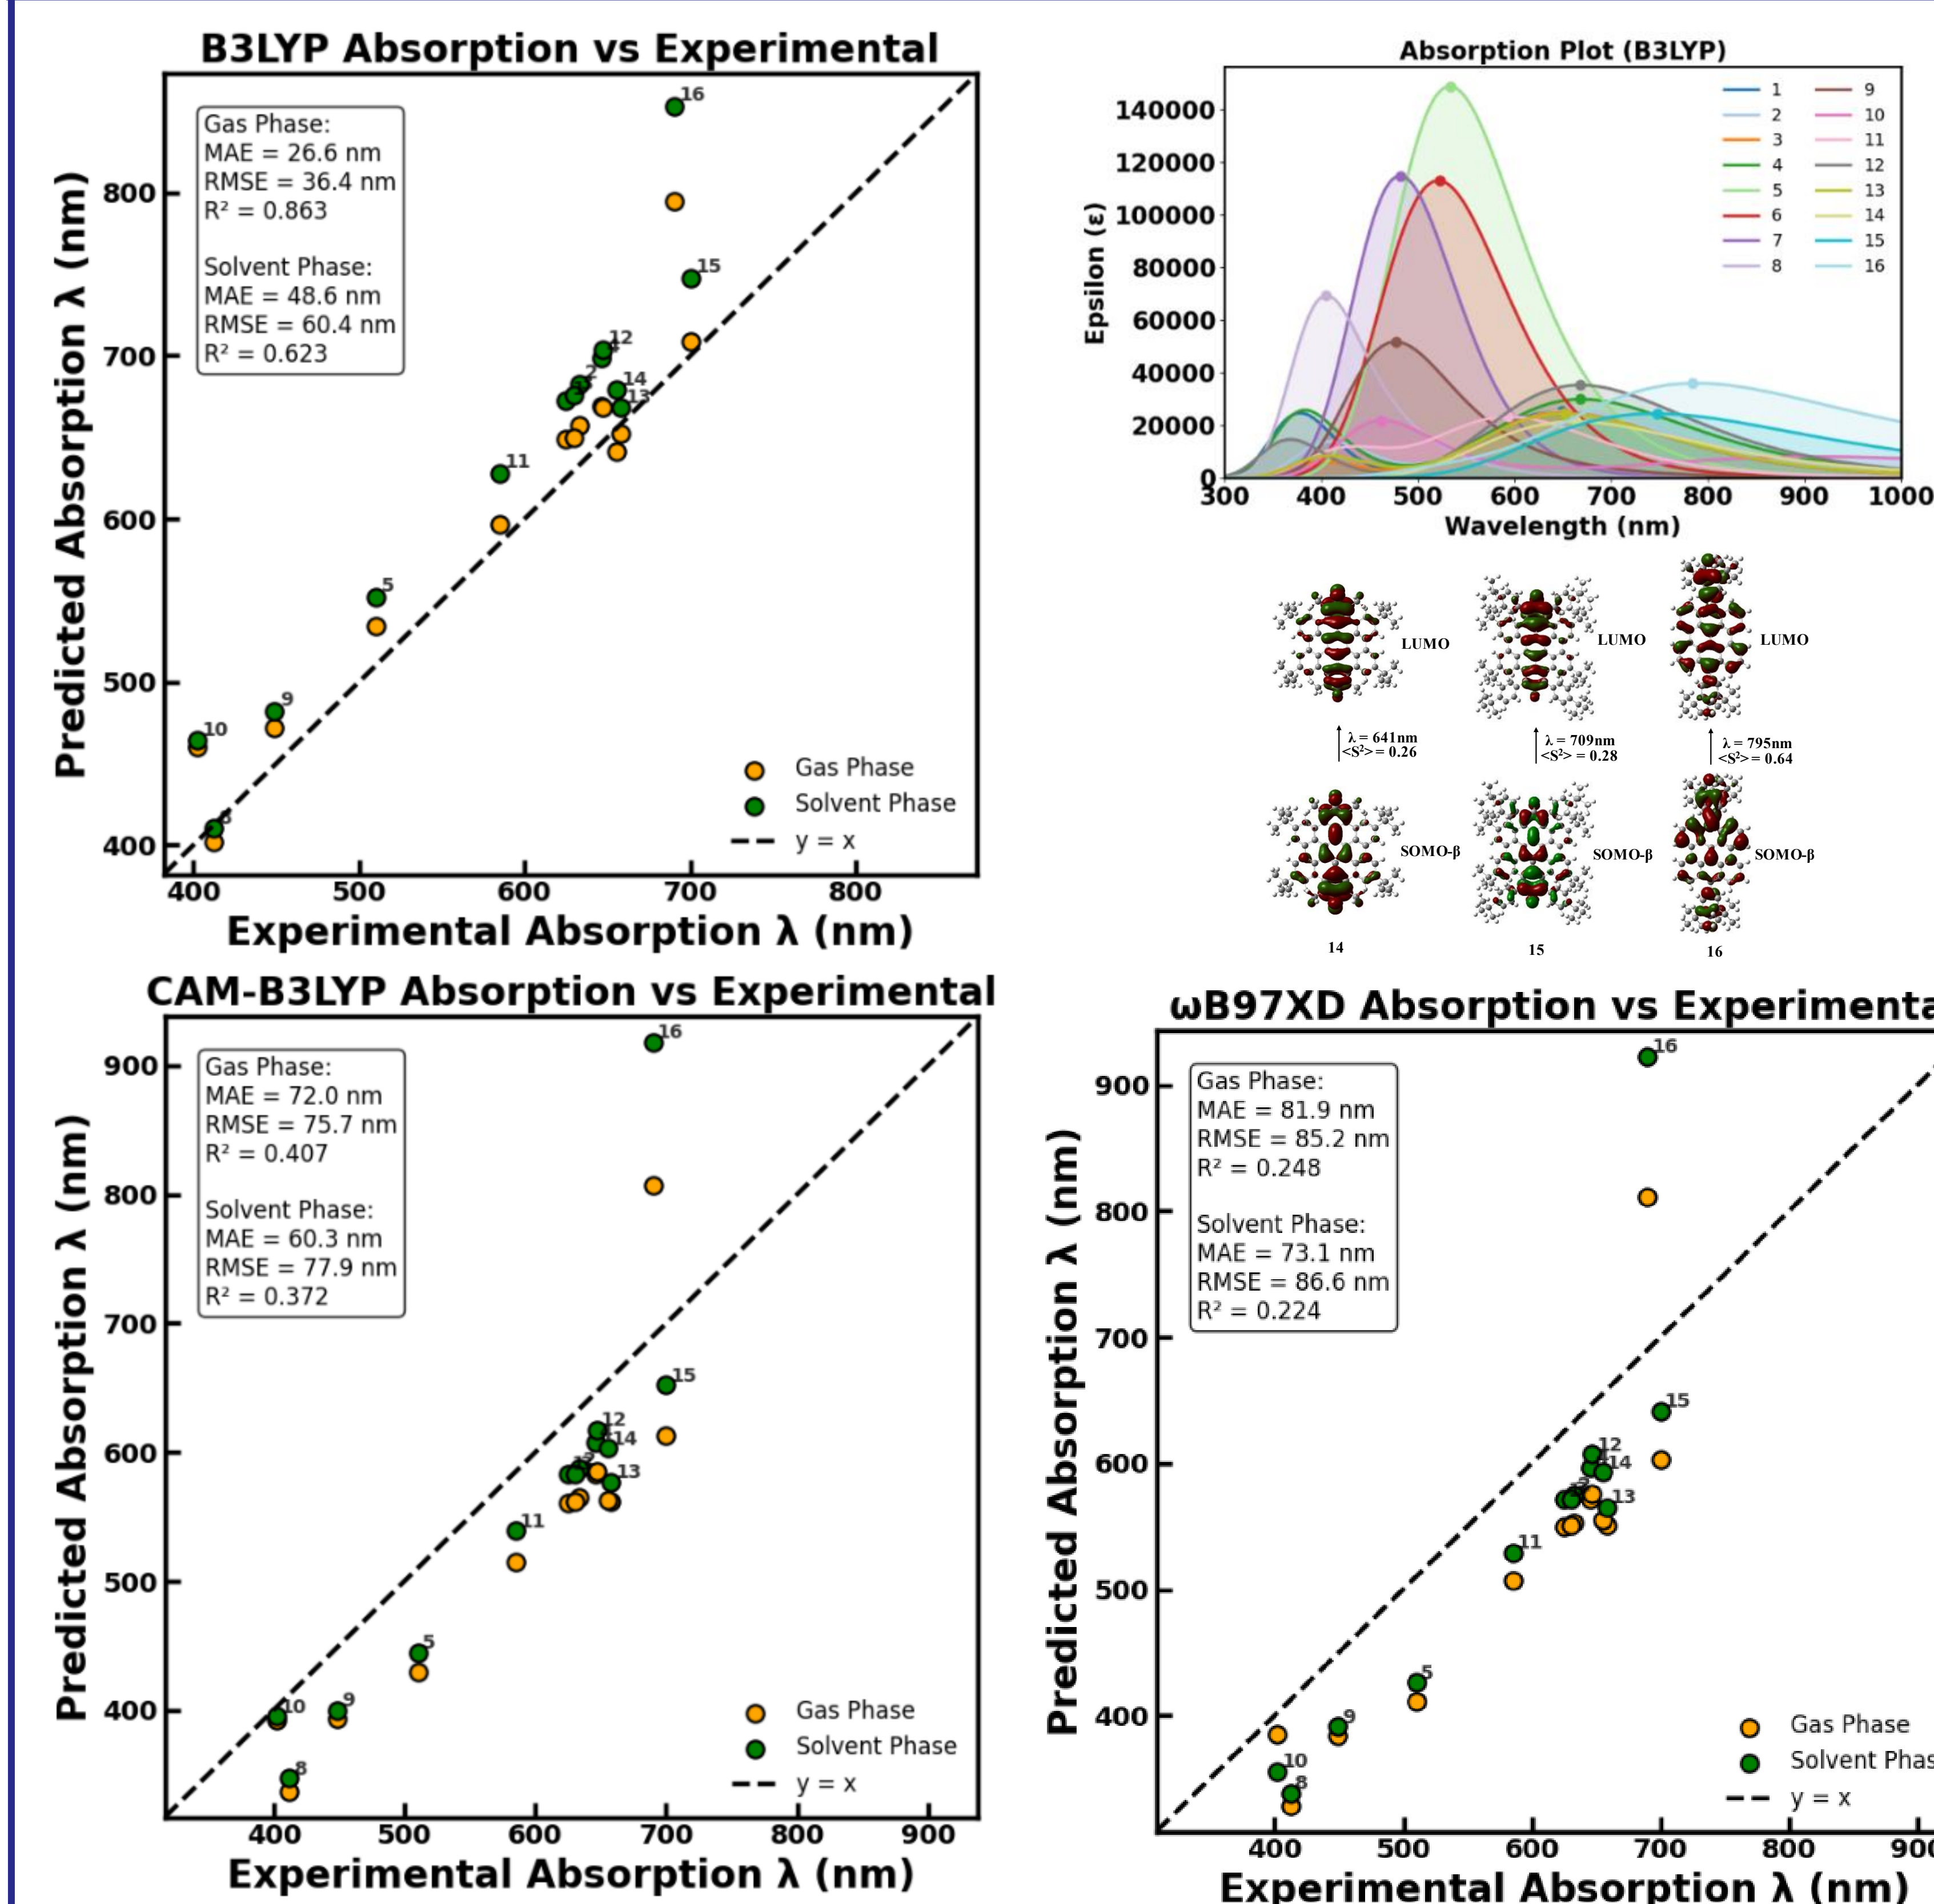 B3LYP Absorption vs Experimental
Gas Phase:
MAE = 26.6 nm
RMSE = 36.4 nm
R² = 0.863
Solvent Phase:
MAE = 48.6 nm
RMSE = 60.4 nm
R² = 0.623
16
15
12
2
14
13
11
5
9
10
Gas Phase
Solvent Phase
y = x
800
700
600
500
400
400 500 600 700 800
Predicted Absorption λ (nm)
Experimental Absorption λ (nm)
Absorption Plot (B3LYP)
1 9
2 10
3 11
4 12
5 13
6 14
7 15
8 16
140000
120000
100000
80000
60000
40000
20000
0
300 400 500 600 700 800 900 1000
Epsilon (ε)
Wavelength (nm)
LUMO LUMO LUMO
λ = 641nm
<S²> = 0.26
λ = 709nm
<S²> = 0.28
λ = 795nm
<S²> = 0.64
SOMO-β SOMO-β SOMO-β
14 15 16
CAM-B3LYP Absorption vs Experimental
Gas Phase:
MAE = 72.0 nm
RMSE = 75.7 nm
R² = 0.407
Solvent Phase:
MAE = 60.3 nm
RMSE = 77.9 nm
R² = 0.372
16
15
12
14
13
11
5
9
10
8
Gas Phase
Solvent Phase
y = x
900
800
700
600
500
400
400 500 600 700 800 900
Predicted Absorption λ (nm)
Experimental Absorption λ (nm)
ωB97XD Absorption vs Experimenta
Gas Phase:
MAE = 81.9 nm
RMSE = 85.2 nm
R² = 0.248
Solvent Phase:
MAE = 73.1 nm
RMSE = 86.6 nm
R² = 0.224
16
15
12
14
13
11
5
9
10
8
Gas Phase
Solvent Phas
y = x
900
800
700
600
500
400
400 500 600 700 800 900
Predicted Absorption λ (nm)
Experimental Absorption λ (nm)